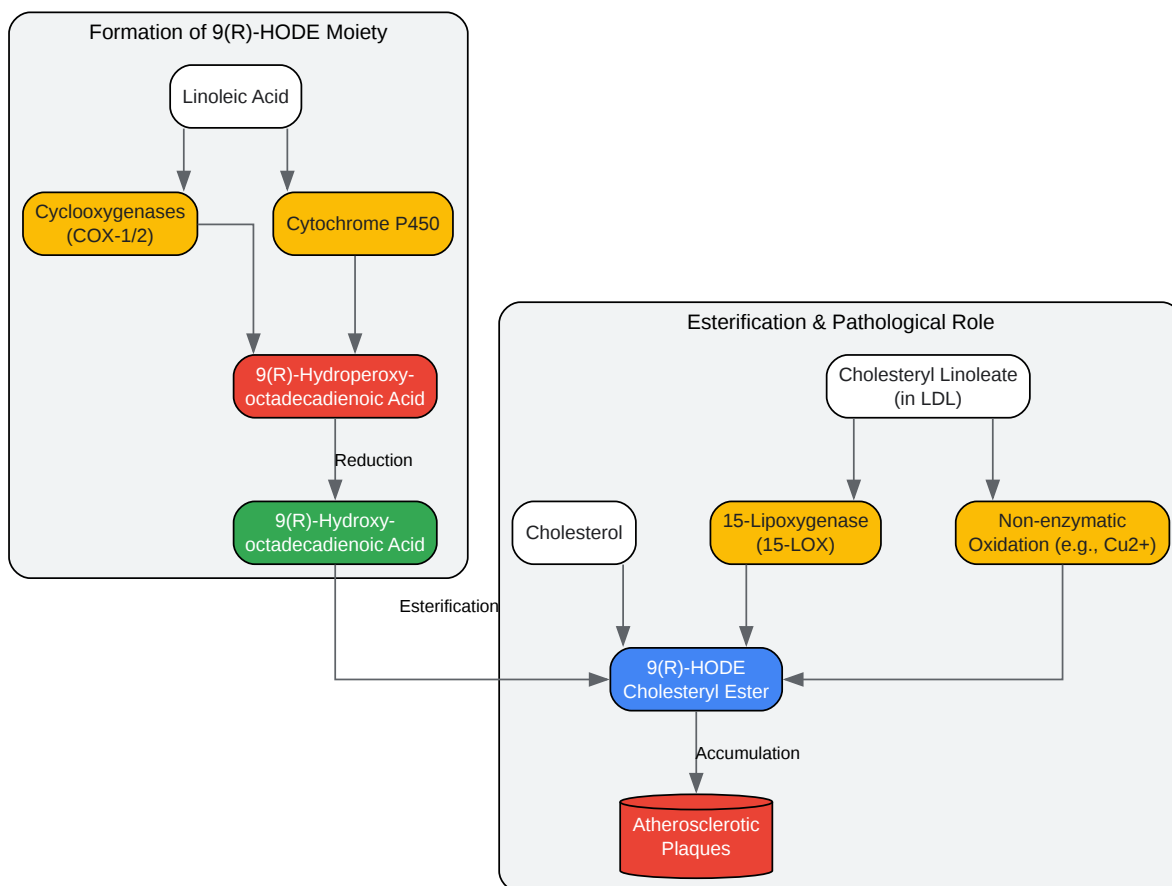 Formation of 9(R)-HODE Moiety
Linoleic Acid
Cyclooxygenases
(COX-1/2)
Cytochrome P450
9(R)-Hydroperoxy-
octadecadienoic Acid
Reduction
9(R)-Hydroxy-
octadecadienoic Acid
Esterification
Esterification & Pathological Role
Cholesteryl Linoleate
(in LDL)
Cholesterol
15-Lipoxygenase
(15-LOX)
Non-enzymatic
Oxidation (e.g., Cu2+)
9(R)-HODE
Cholesteryl Ester
Accumulation
Atherosclerotic
Plaques